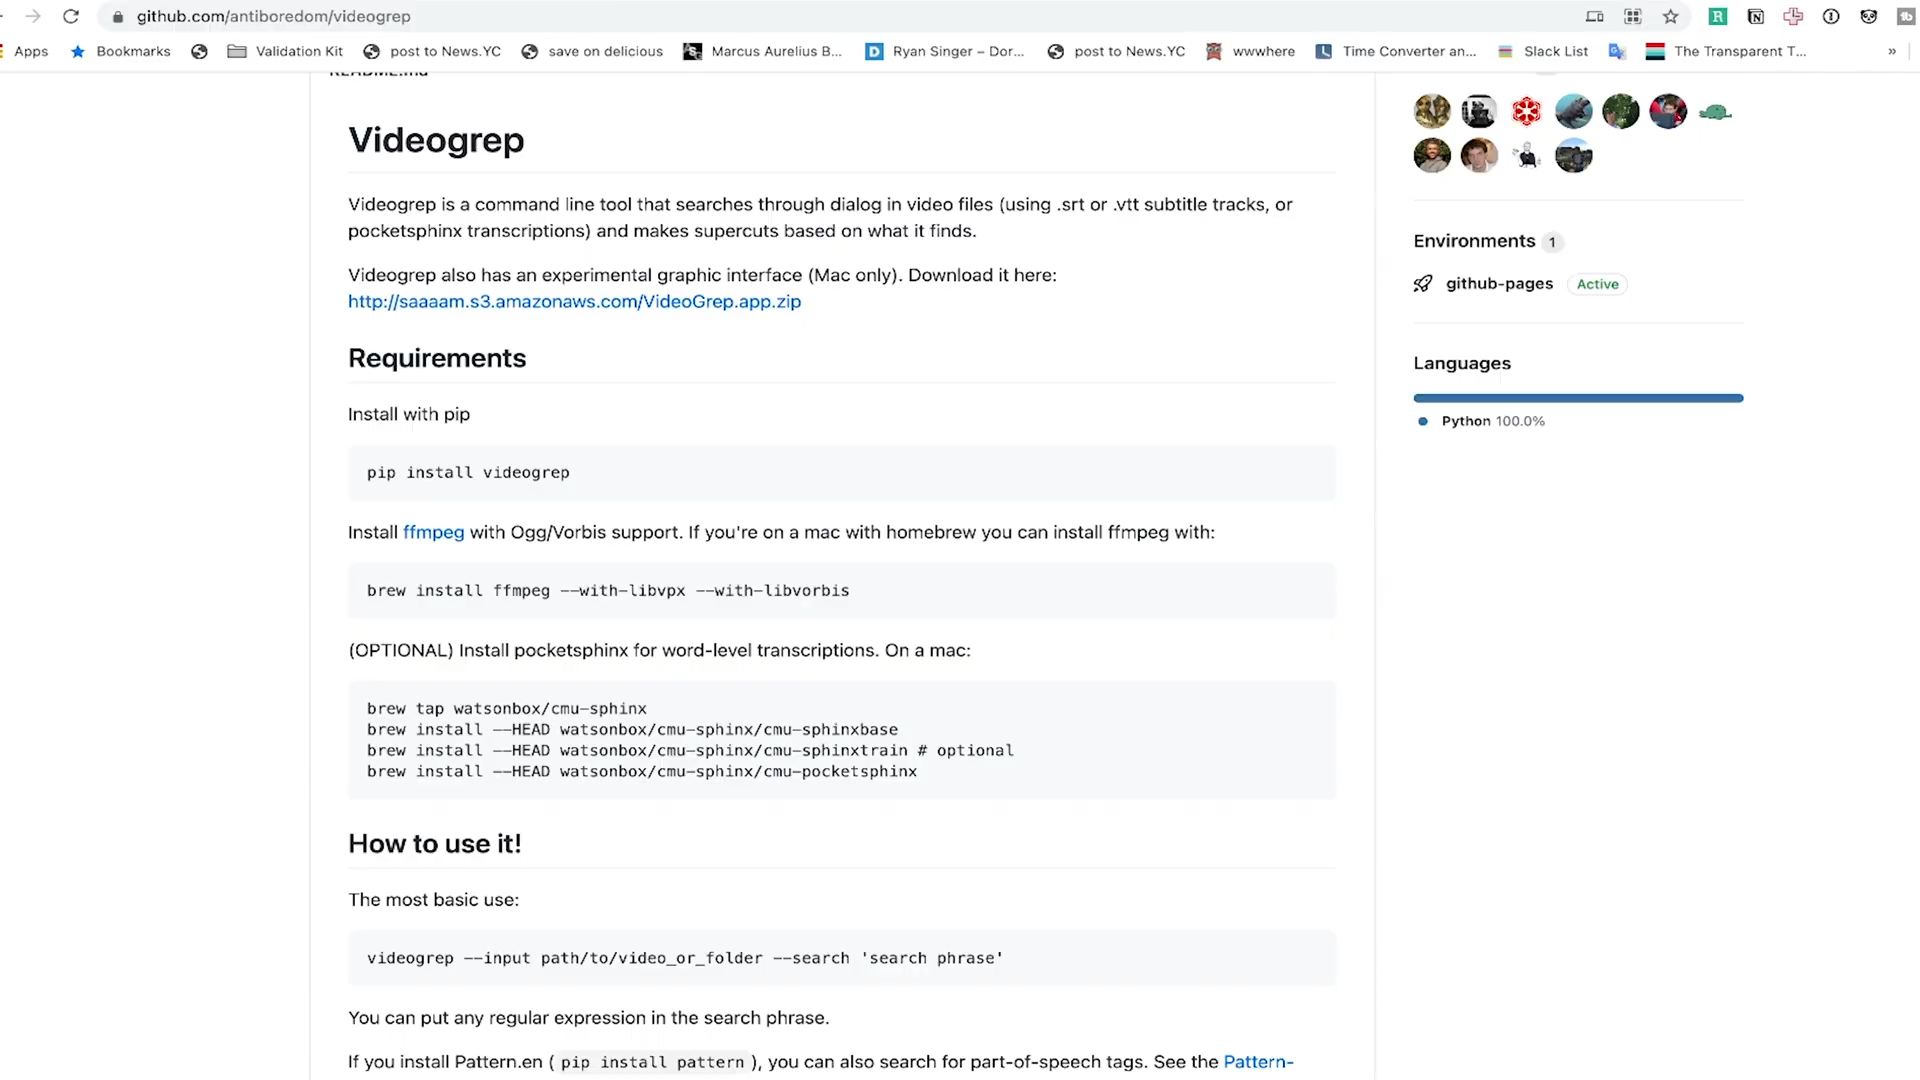 github.com/antiboredom/videogrep
Apps Bookmarks Validation Kit post to News.YC save on delicious Marcus Aurelius B... Ryan Singer – Dor... post to News.YC wwwhere Time Converter an... Slack List The Transparent T... »
README.md
Videogrep
Videogrep is a command line tool that searches through dialog in video files (using .srt or .vtt subtitle tracks, or
pocketsphinx transcriptions) and makes supercuts based on what it finds.
Videogrep also has an experimental graphic interface (Mac only). Download it here:
http://saaaam.s3.amazonaws.com/VideoGrep.app.zip
Requirements
Install with pip
pip install videogrep
Install ffmpeg with Ogg/Vorbis support. If you're on a mac with homebrew you can install ffmpeg with:
brew install ffmpeg --with-libvpx --with-libvorbis
(OPTIONAL) Install pocketsphinx for word-level transcriptions. On a mac:
brew tap watsonbox/cmu-sphinx
brew install --HEAD watsonbox/cmu-sphinx/cmu-sphinxbase
brew install --HEAD watsonbox/cmu-sphinx/cmu-sphinxtrain # optional
brew install --HEAD watsonbox/cmu-sphinx/cmu-pocketsphinx
How to use it!
The most basic use:
videogrep --input path/to/video_or_folder --search 'search phrase'
You can put any regular expression in the search phrase.
If you install Pattern.en ( pip install pattern ), you can also search for part-of-speech tags. See the Pattern-
Environments 1
github-pages Active
Languages
Python 100.0%